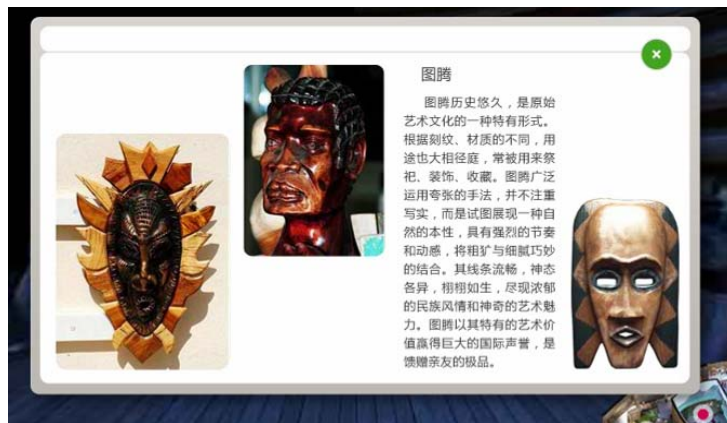 图腾
图腾历史悠久，是原始
艺术文化的一种特有形式。
根据刻纹、材质的不同，用
途也大相径庭，常被用来祭
祀、装饰、收藏。图腾广泛
运用夸张的手法，并不注重
写实，而是试图展现一种自
然的本性，具有强烈的节奏
和动感，将粗犷与细腻巧妙
的结合。其线条流畅，神态
各异，栩栩如生，尽现浓郁
的民族风情和神奇的艺术魅
力。图腾以其特有的艺术价
值赢得巨大的国际声誉，是
馈赠亲友的极品。